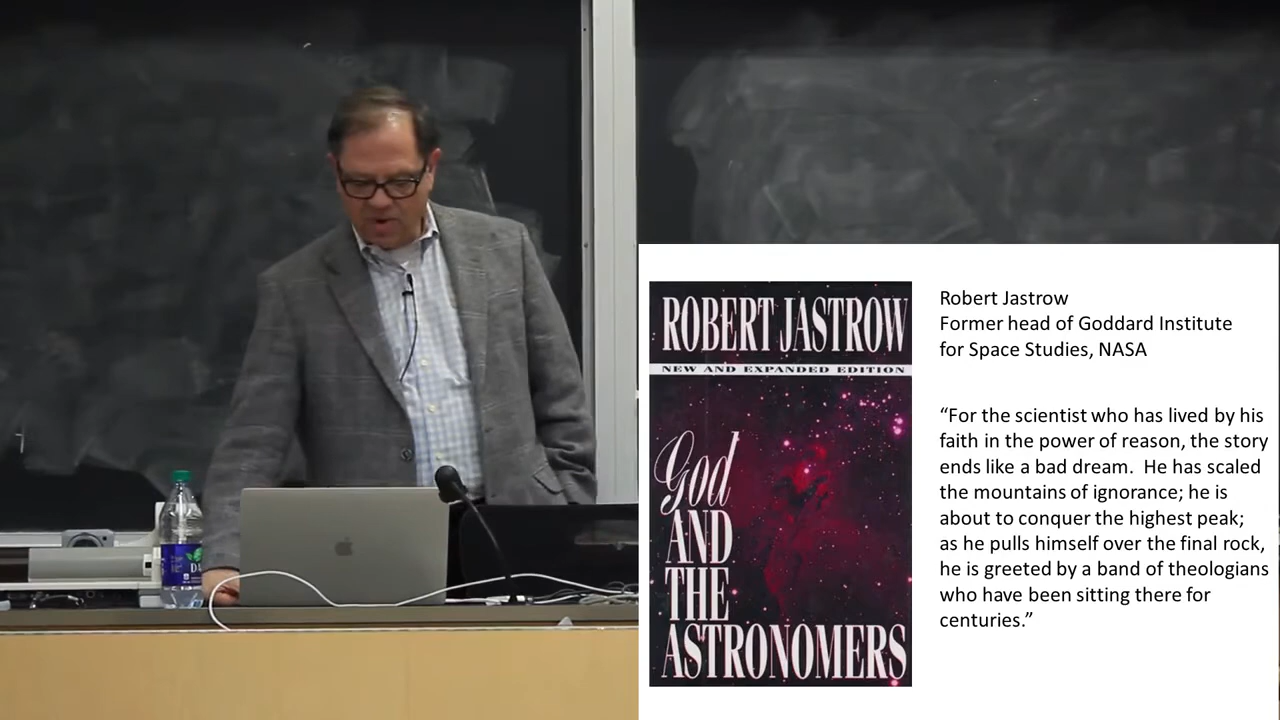 ROBERT JASTROW
NEW AND EXPANDED EDITION
God
AND
THE
ASTRONOMERS
Robert Jastrow
Former head of Goddard Institute
for Space Studies, NASA
“For the scientist who has lived by his
faith in the power of reason, the story
ends like a bad dream.  He has scaled
the mountains of ignorance; he is
about to conquer the highest peak;
as he pulls himself over the final rock,
he is greeted by a band of theologians
who have been sitting there for
centuries.”